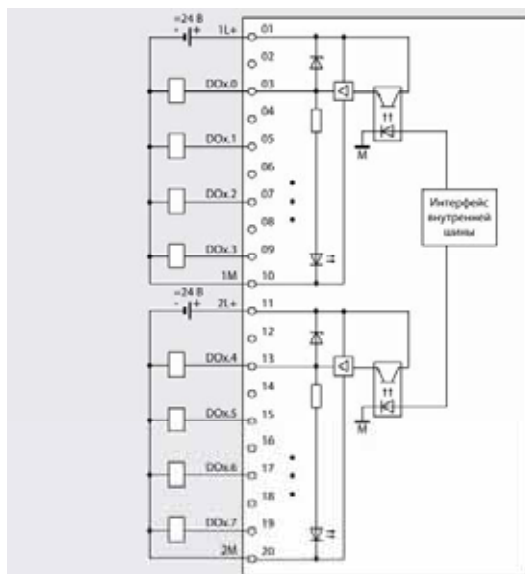 =24 В
- +
1L+
01
02
DOx.0
03
04
DOx.1
05
06
DOx.2
07
08
DOx.3
09
1M
10
M
Интерфейс
внутренней
шины
=24 В
- +
2L+
11
12
DOx.4
13
14
DOx.5
15
16
DOx.6
17
18
DOx.7
19
2M
20
M